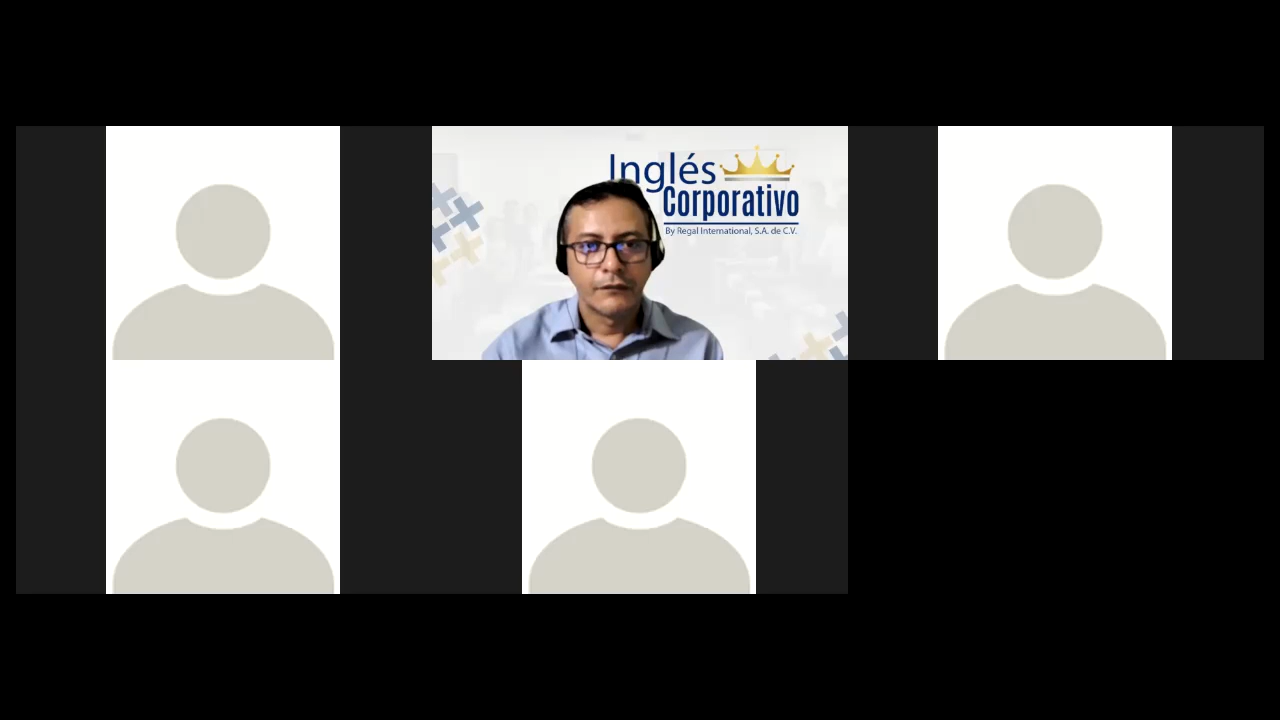 Inglés
Corporativo
By Regal International, S.A. de C.V.